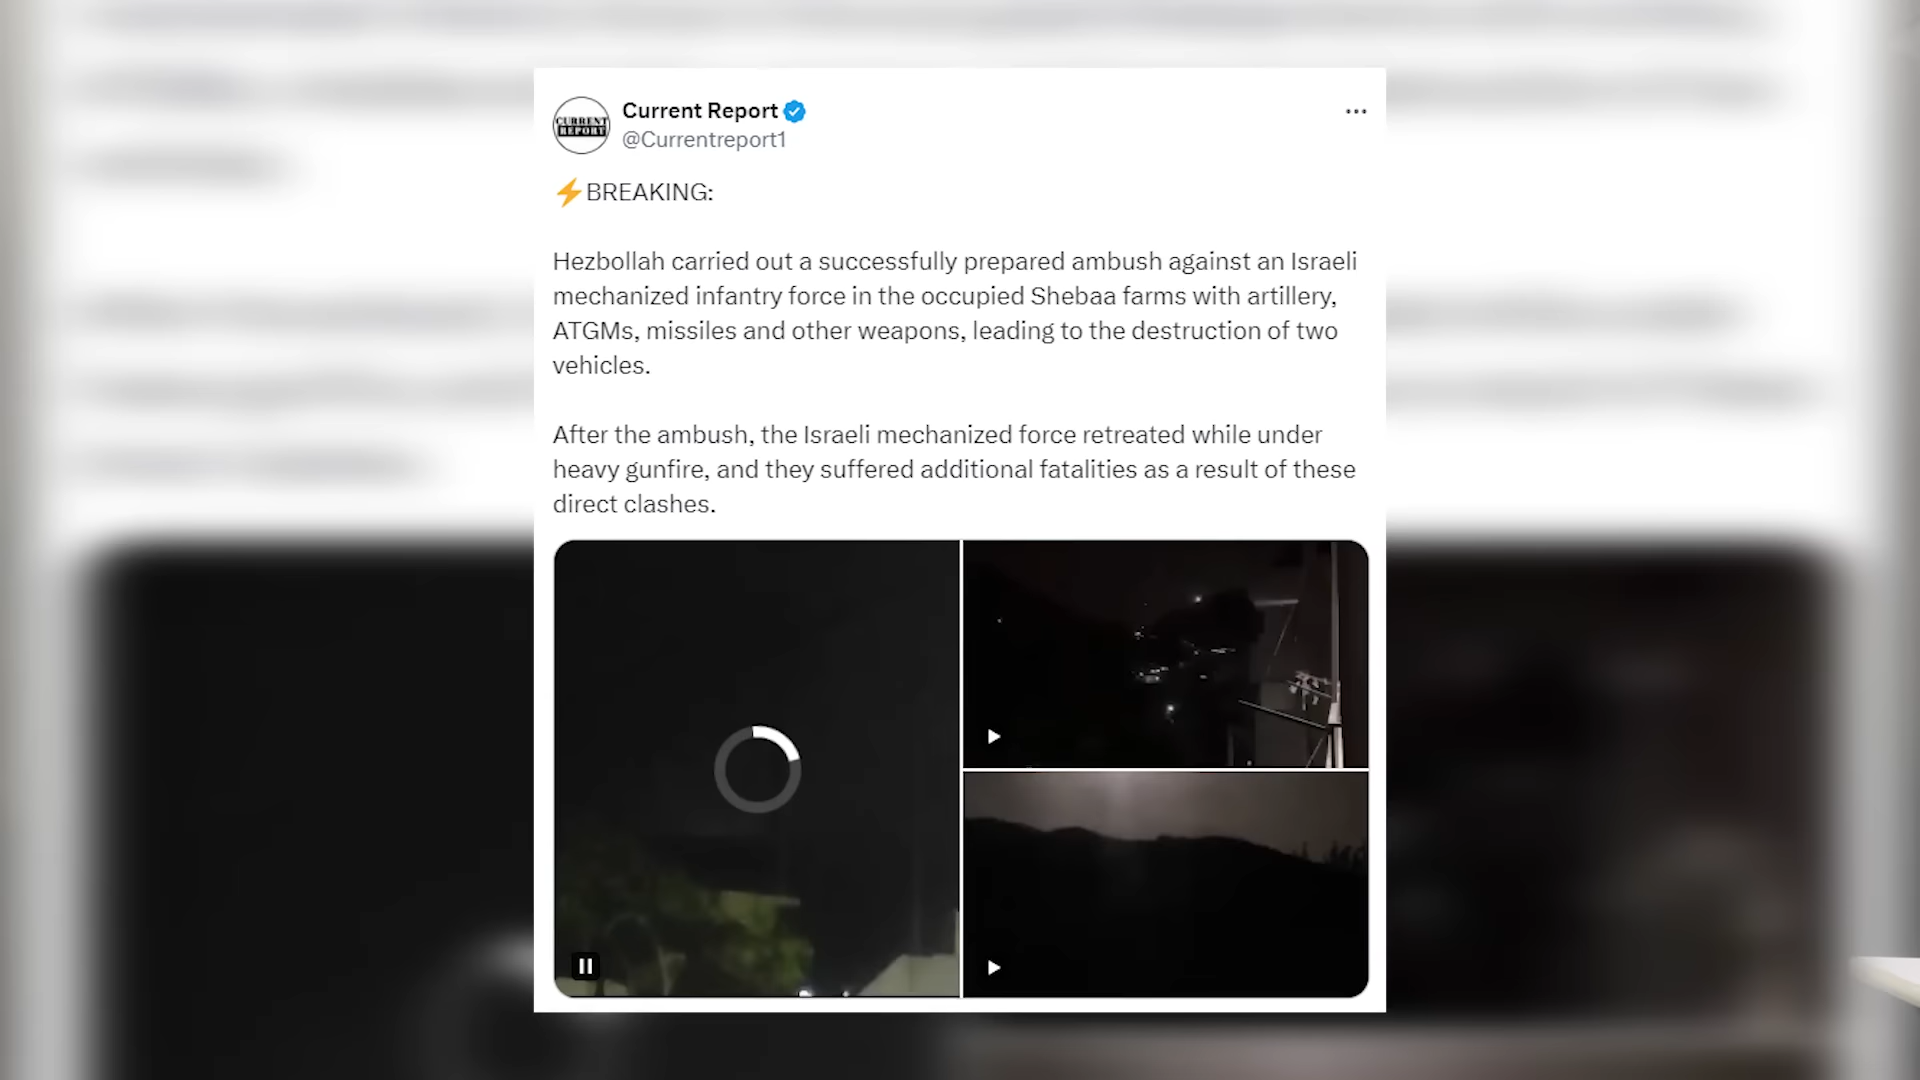 CURRENT
REPORT
Current Report
@Currentreport1
⚡BREAKING:
Hezbollah carried out a successfully prepared ambush against an Israeli
mechanized infantry force in the occupied Shebaa farms with artillery,
ATGMs, missiles and other weapons, leading to the destruction of two
vehicles.
After the ambush, the Israeli mechanized force retreated while under
heavy gunfire, and they suffered additional fatalities as a result of these
direct clashes.